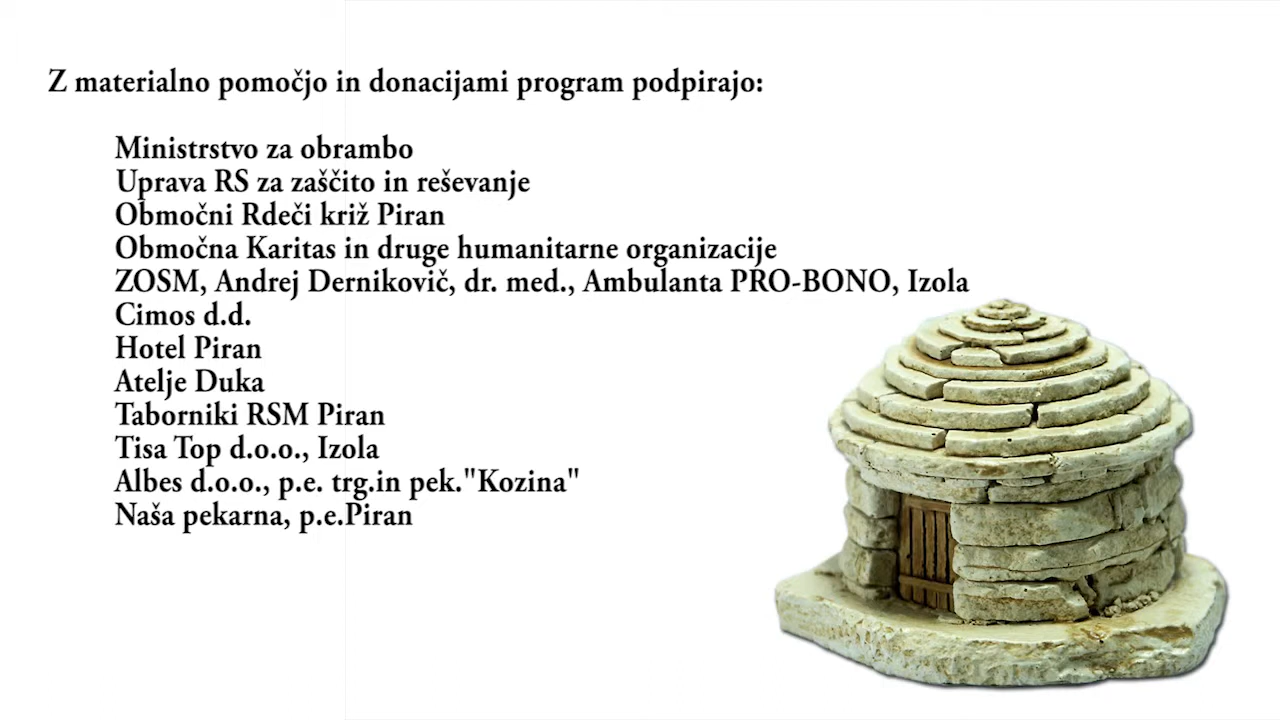 Z materialno pomočjo in donacijami program podpirajo:
Ministrstvo za obrambo
Uprava RS za zaščito in reševanje
Območni Rdeči križ Piran
Območna Karitas in druge humanitarne organizacije
ZOSM, Andrej Dernikovič, dr. med., Ambulanta PRO-BONO, Izola
Cimos d.d.
Hotel Piran
Atelje Duka
Taborniki RSM Piran
Tisa Top d.o.o., Izola
Albes d.o.o., p.e. trg.in pek."Kozina"
Naša pekarna, p.e.Piran